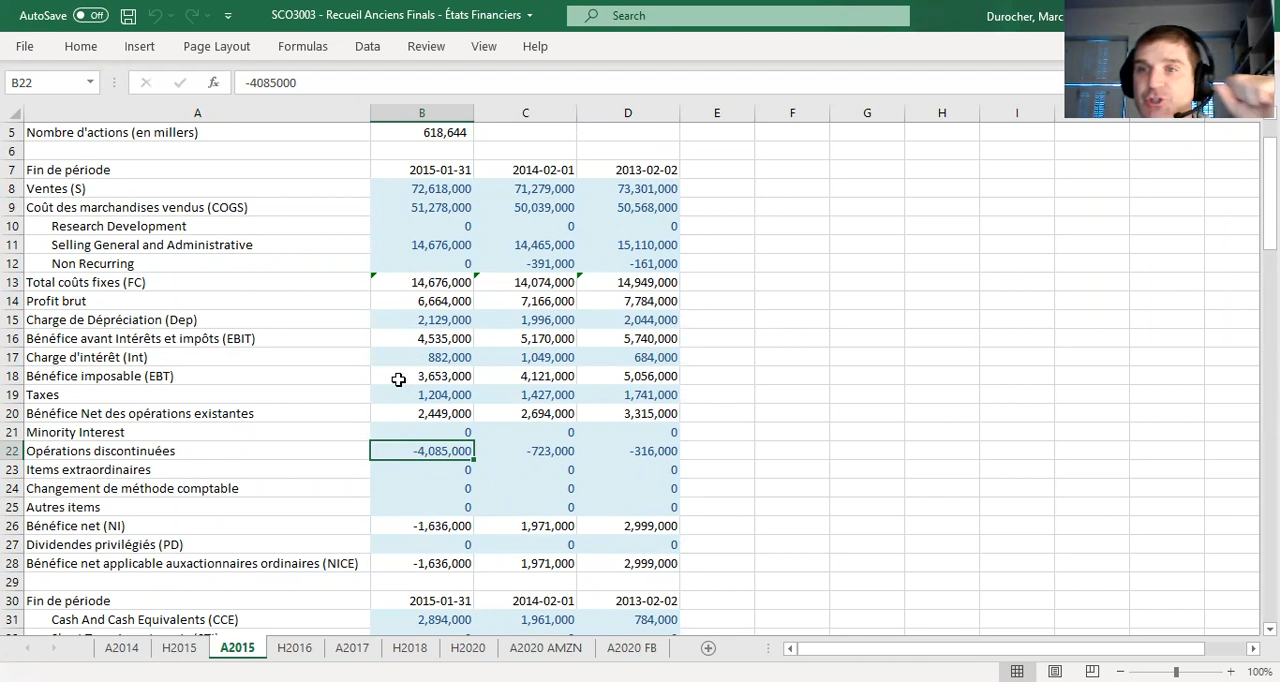 AutoSave Off SCO3003 - Recueil Anciens Finals - États Financiers Search Durocher, Marc
File Home Insert Page Layout Formulas Data Review View Help
B22 fx -4085000
A B C D E F G H I
5 Nombre d'actions (en millers) 618,644
6
7 Fin de période 2015-01-31 2014-02-01 2013-02-02
8 Ventes (S) 72,618,000 71,279,000 73,301,000
9 Coût des marchandises vendus (COGS) 51,278,000 50,039,000 50,568,000
10 Research Development 0 0 0
11 Selling General and Administrative 14,676,000 14,465,000 15,110,000
12 Non Recurring 0 -391,000 -161,000
13 Total coûts fixes (FC) 14,676,000 14,074,000 14,949,000
14 Profit brut 6,664,000 7,166,000 7,784,000
15 Charge de Dépréciation (Dep) 2,129,000 1,996,000 2,044,000
16 Bénéfice avant Intérêts et impôts (EBIT) 4,535,000 5,170,000 5,740,000
17 Charge d'intérêt (Int) 882,000 1,049,000 684,000
18 Bénéfice imposable (EBT) 3,653,000 4,121,000 5,056,000
19 Taxes 1,204,000 1,427,000 1,741,000
20 Bénéfice Net des opérations existantes 2,449,000 2,694,000 3,315,000
21 Minority Interest 0 0 0
22 Opérations discontinuées -4,085,000 -723,000 -316,000
23 Items extraordinaires 0 0 0
24 Changement de méthode comptable 0 0 0
25 Autres items 0 0 0
26 Bénéfice net (NI) -1,636,000 1,971,000 2,999,000
27 Dividendes privilégiés (PD) 0 0 0
28 Bénéfice net applicable auxactionnaires ordinaires (NICE) -1,636,000 1,971,000 2,999,000
29
30 Fin de période 2015-01-31 2014-02-01 2013-02-02
31 Cash And Cash Equivalents (CCE) 2,894,000 1,961,000 784,000
A2014 H2015 A2015 H2016 A2017 H2018 H2020 A2020 AMZN A2020 FB
100%